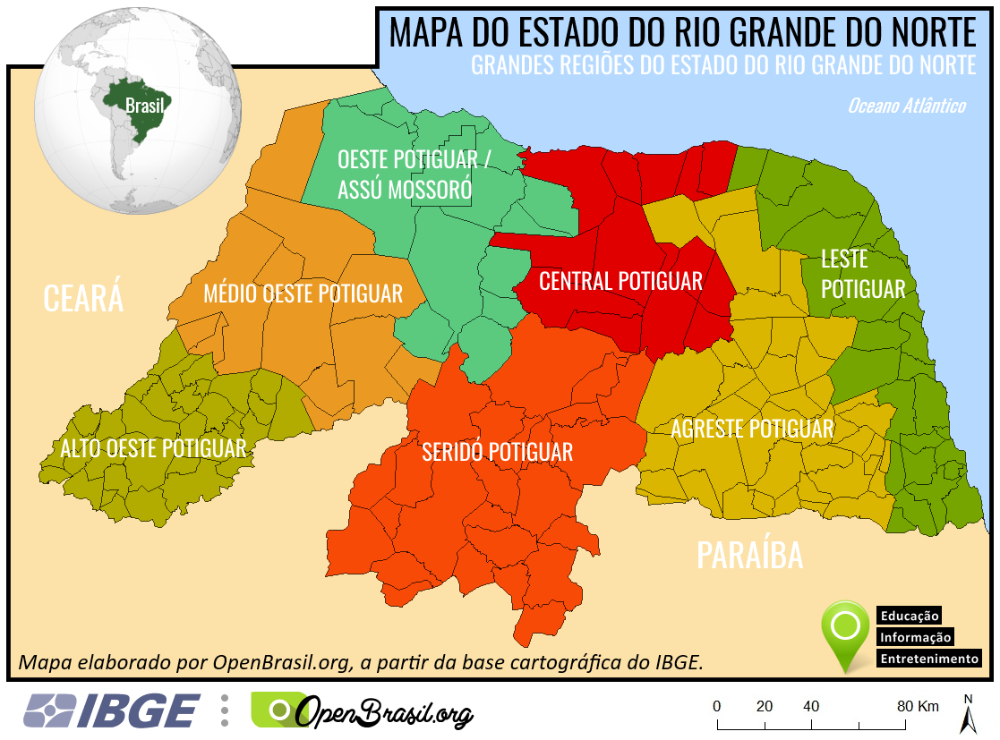 MAPA DO ESTADO DO RIO GRANDE DO NORTE
GRANDES REGIÕES DO ESTADO DO RIO GRANDE DO NORTE
Brasil
Oceano Atlântico
OESTE POTIGUAR /
ASSÚ MOSSORÓ
LESTE
POTIGUAR
CENTRAL POTIGUAR
CEARÁ
MÉDIO OESTE POTIGUAR
AGRESTE POTIGUAR
ALTO OESTE POTIGUAR
SERIDÓ POTIGUAR
PARAÍBA
Educação
Informação
Entretenimento
Mapa elaborado por OpenBrasil.org, a partir da base cartográfica do IBGE.
IBGE
OpenBrasil.org
0 20 40 80 Km
N